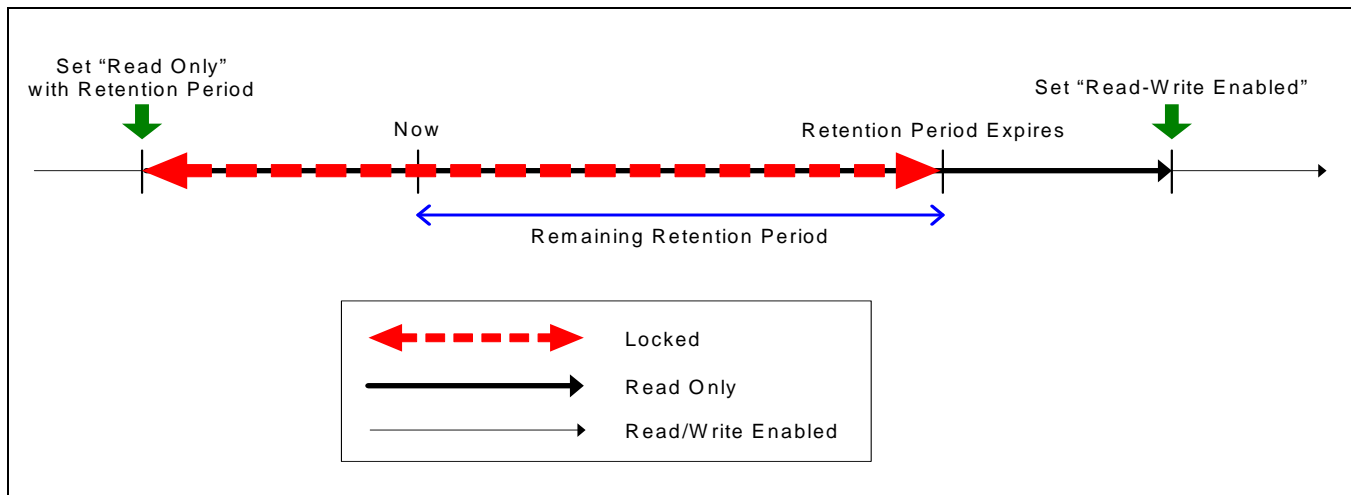 Set “Read Only”
with Retention Period
Set “Read-Write Enabled”
Now
Retention Period Expires
Remaining Retention Period
Locked
Read Only
Read/Write Enabled